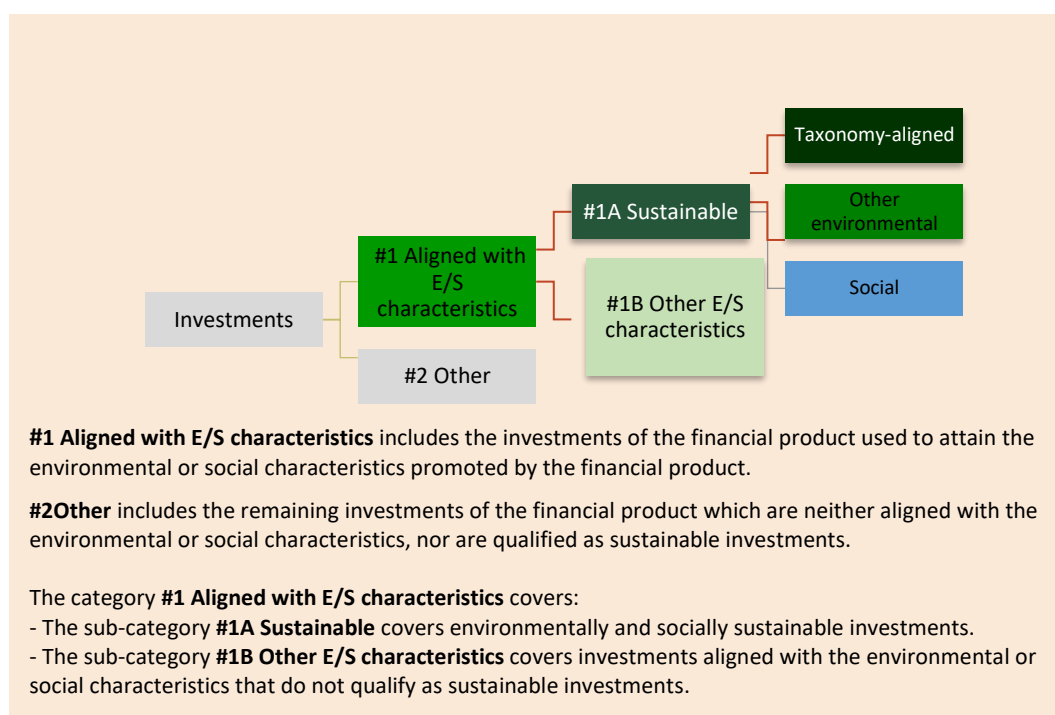 Taxonomy-aligned
#1A Sustainable
Other
environmental
#1 Aligned with
E/S
characteristics
Social
#1B Other E/S
characteristics
Investments
#2 Other
#1 Aligned with E/S characteristics includes the investments of the financial product used to attain the
environmental or social characteristics promoted by the financial product.
#2Other includes the remaining investments of the financial product which are neither aligned with the
environmental or social characteristics, nor are qualified as sustainable investments.
The category #1 Aligned with E/S characteristics covers:
- The sub-category #1A Sustainable covers environmentally and socially sustainable investments.
- The sub-category #1B Other E/S characteristics covers investments aligned with the environmental or
social characteristics that do not qualify as sustainable investments.